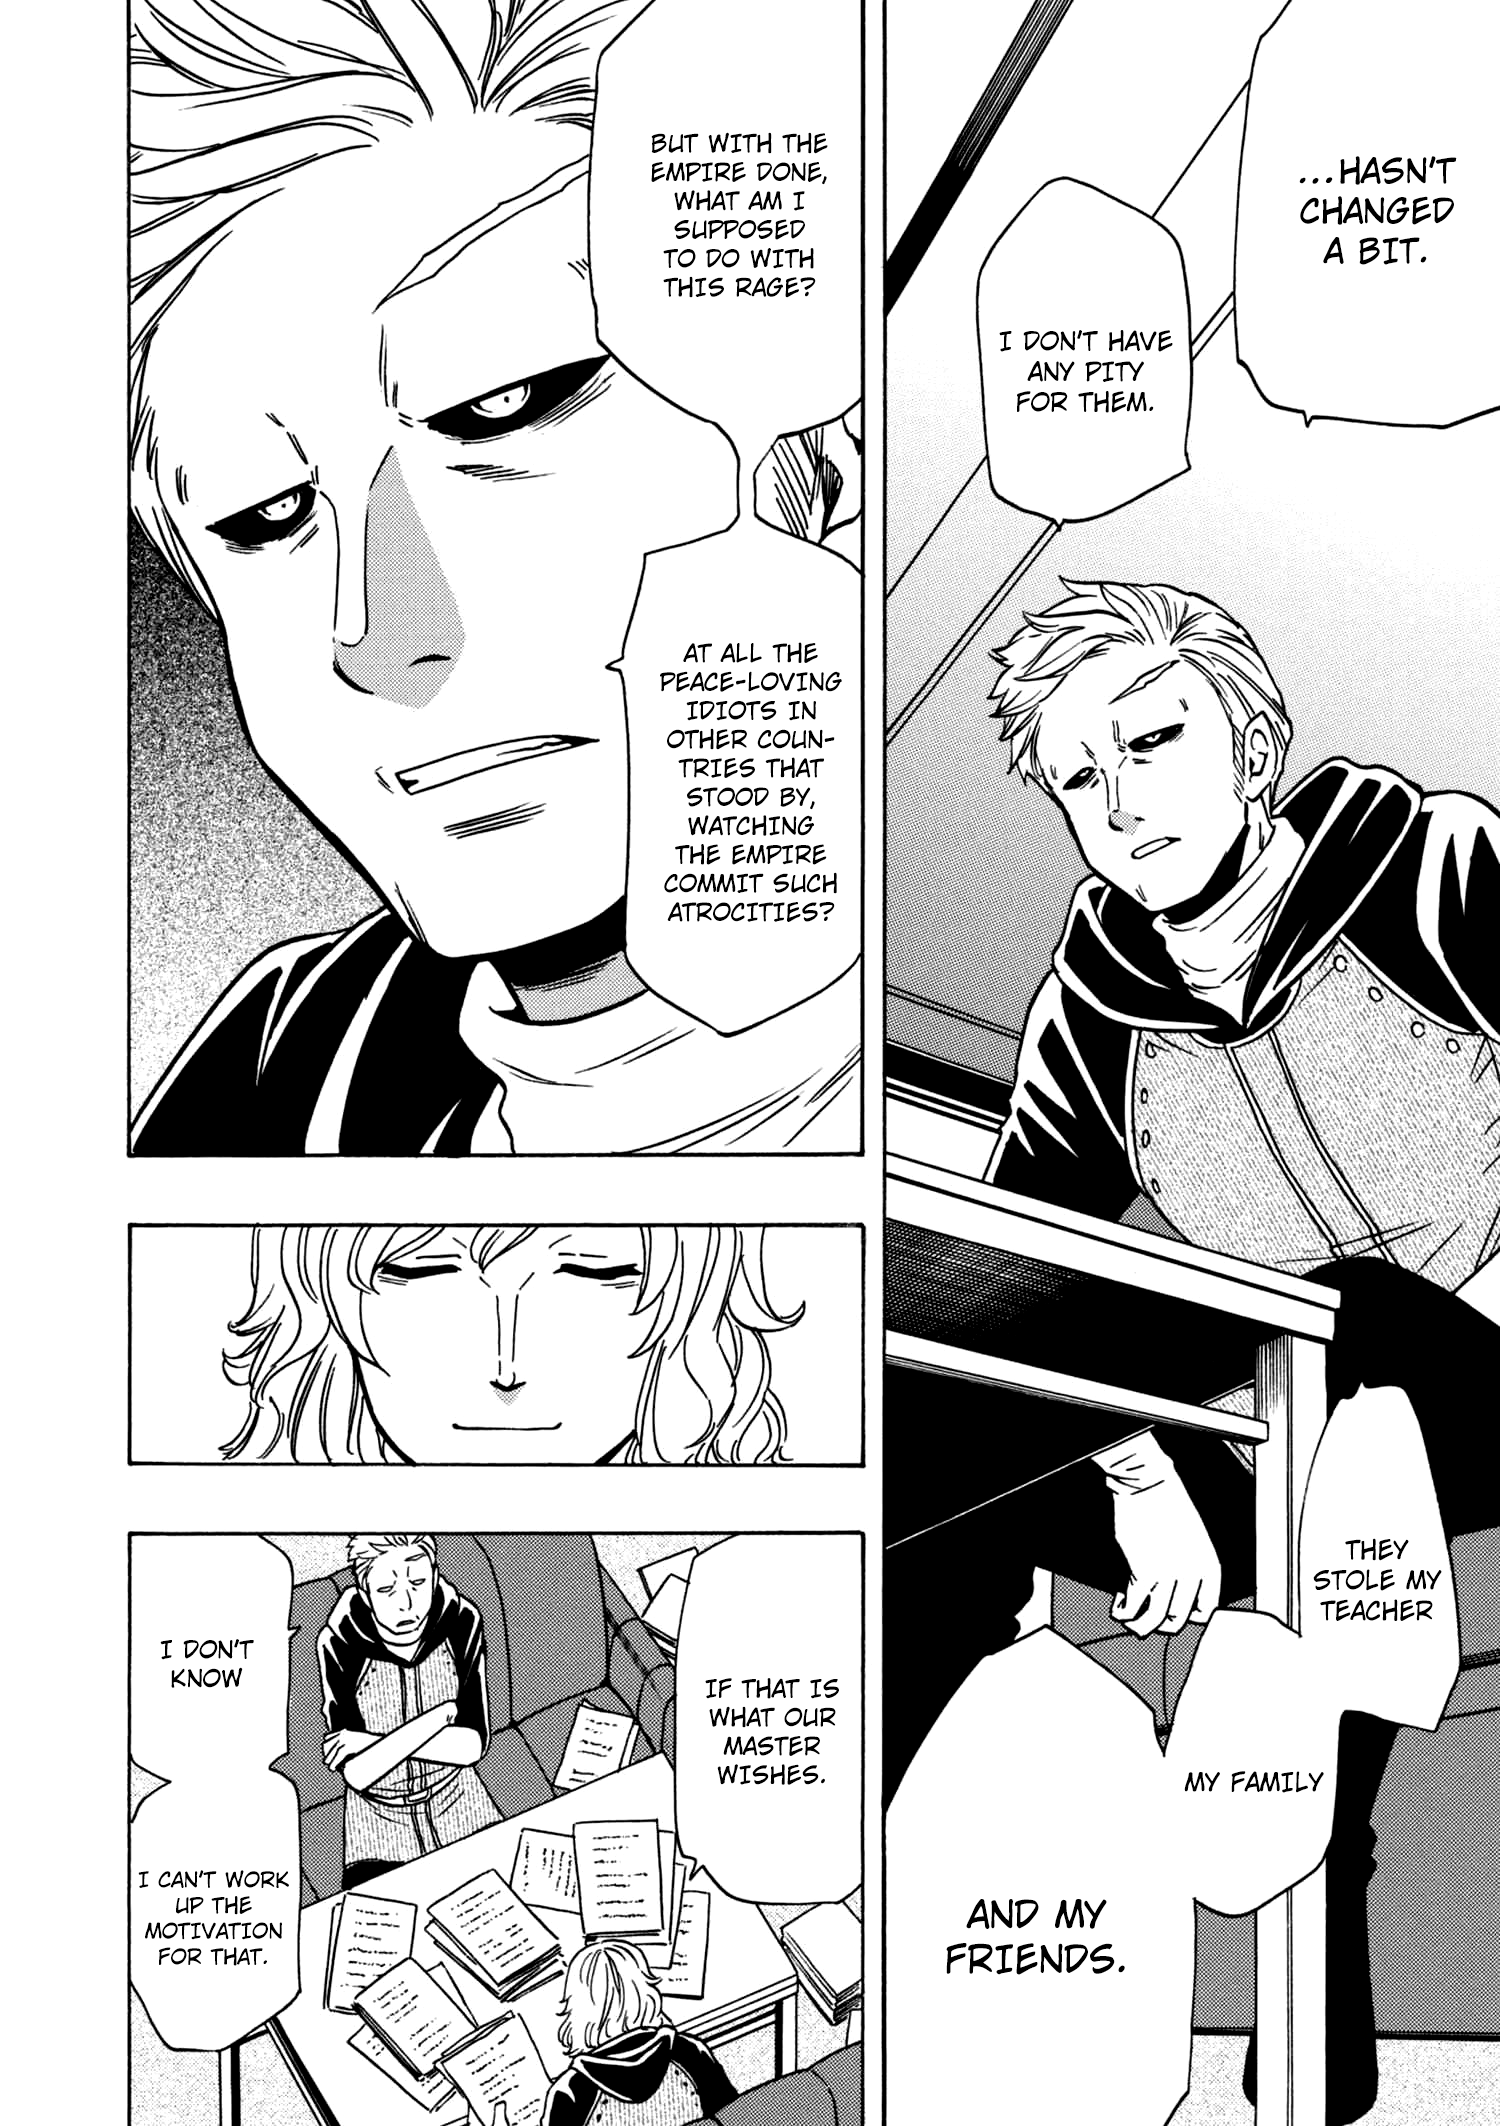 ...HASN'T
CHANGED
A BIT.
I DON'T HAVE
ANY PITY
FOR THEM.
THEY
STOLE MY
TEACHER
MY FAMILY
AND MY
FRIENDS.
BUT WITH THE
EMPIRE DONE,
WHAT AM I
SUPPOSED
TO DO WITH
THIS RAGE?
AT ALL THE
PEACE-LOVING
IDIOTS IN
OTHER COUN-
TRIES THAT
STOOD BY,
WATCHING
THE EMPIRE
COMMIT SUCH
ATROCITIES?
IF THAT IS
WHAT OUR
MASTER
WISHES.
I DON'T
KNOW
I CAN'T WORK
UP THE
MOTIVATION
FOR THAT.